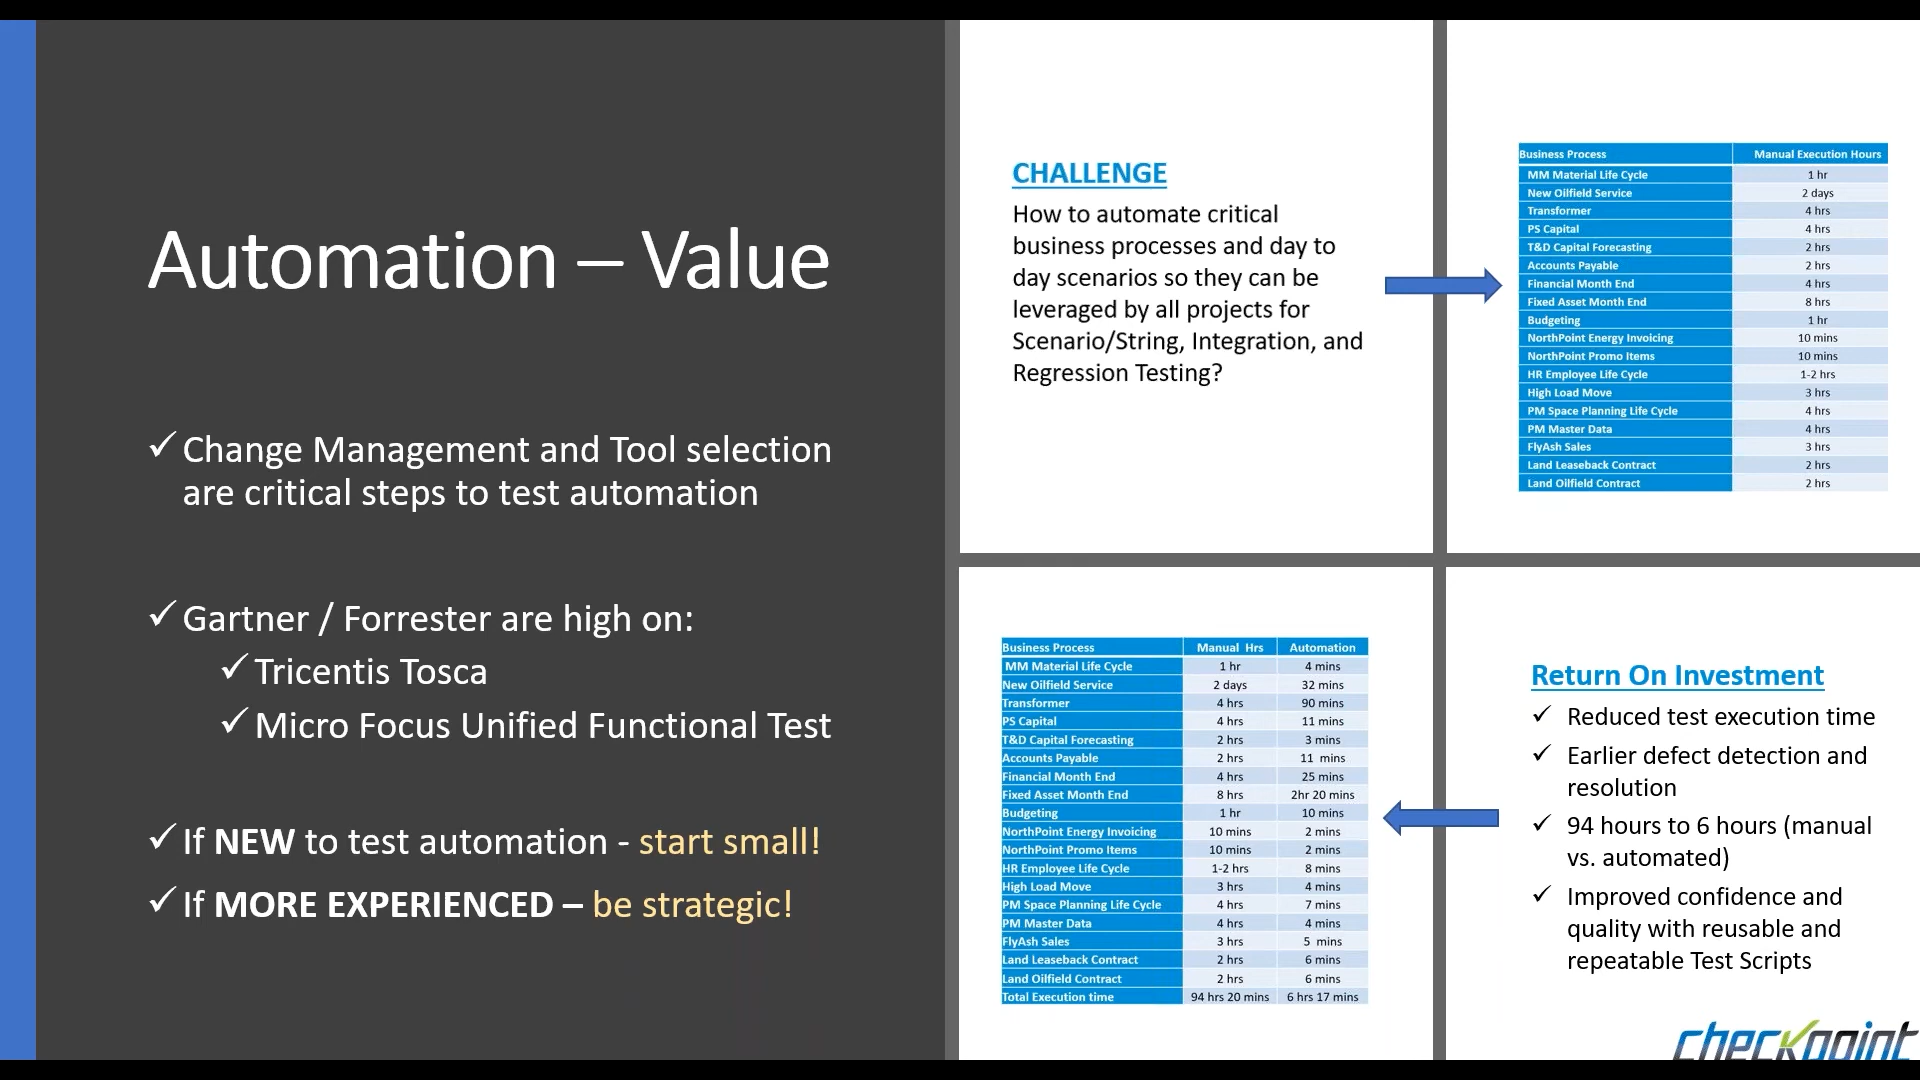 Automation – Value
Change Management and Tool selection
are critical steps to test automation
Gartner / Forrester are high on:
Tricentis Tosca
Micro Focus Unified Functional Test
If NEW to test automation - start small!
If MORE EXPERIENCED – be strategic!
CHALLENGE
How to automate critical
business processes and day to
day scenarios so they can be
leveraged by all projects for
Scenario/String, Integration, and
Regression Testing?
Business Process Manual Execution Hours
MM Material Life Cycle 1 hr
New Oilfield Service 2 days
Transformer 4 hrs
PS Capital 4 hrs
T&D Capital Forecasting 2 hrs
Accounts Payable 2 hrs
Financial Month End 4 hrs
Fixed Asset Month End 8 hrs
Budgeting 1 hr
NorthPoint Energy Invoicing 10 mins
NorthPoint Promo Items 10 mins
HR Employee Life Cycle 1-2 hrs
High Load Move 3 hrs
PM Space Planning Life Cycle 4 hrs
PM Master Data 4 hrs
FlyAsh Sales 3 hrs
Land Leaseback Contract 2 hrs
Land Oilfield Contract 2 hrs
Business Process Manual Hrs Automation
MM Material Life Cycle 1 hr 4 mins
New Oilfield Service 2 days 32 mins
Transformer 4 hrs 90 mins
PS Capital 4 hrs 11 mins
T&D Capital Forecasting 2 hrs 3 mins
Accounts Payable 2 hrs 11 mins
Financial Month End 4 hrs 25 mins
Fixed Asset Month End 8 hrs 2hr 20 mins
Budgeting 1 hr 10 mins
NorthPoint Energy Invoicing 10 mins 2 mins
NorthPoint Promo Items 10 mins 2 mins
HR Employee Life Cycle 1-2 hrs 8 mins
High Load Move 3 hrs 4 mins
PM Space Planning Life Cycle 4 hrs 7 mins
PM Master Data 4 hrs 4 mins
FlyAsh Sales 3 hrs 5 mins
Land Leaseback Contract 2 hrs 6 mins
Land Oilfield Contract 2 hrs 6 mins
Total Execution time 94 hrs 20 mins 6 hrs 17 mins
Return On Investment
Reduced test execution time
Earlier defect detection and
resolution
94 hours to 6 hours (manual
vs. automated)
Improved confidence and
quality with reusable and
repeatable Test Scripts
checkpoint